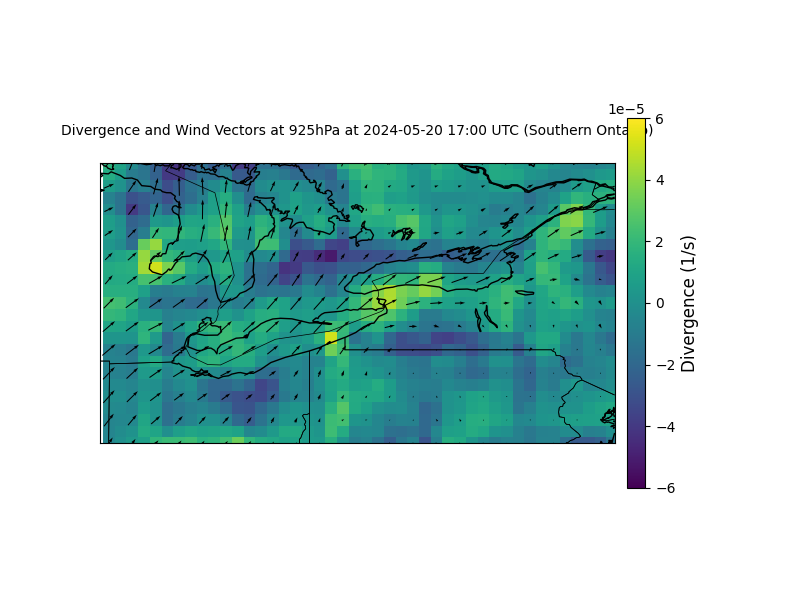 1e−5
Divergence and Wind Vectors at 925hPa at 2024-05-20 17:00 UTC (Southern Ontario)
6
4
2
0
−2
−4
−6
Divergence (1/s)